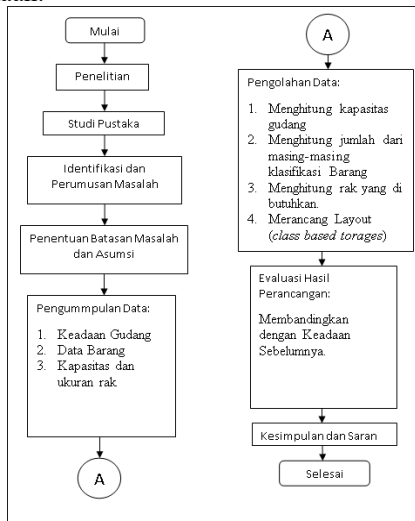 Mulai
Penelitian
Studi Pustaka
Identifikasi dan
Perumusan Masalah
Penentuan Batasan Masalah
dan Asumsi
Pengummpulan Data:
1. Keadaan Gudang
2. Data Barang
3. Kapasitas dan
ukuran rak
A
A
Pengolahan Data:
1. Menghitung kapasitas
gudang
2. Menghitung jumlah dari
masing-masing
klasifikasi Barang
3. Menghitung rak yang di
butuhkan.
4. Merancang Layout
(class based torages)
Evaluasi Hasil
Perancangan:
Membandingkan
dengan Keadaan
Sebelumnya.
Kesimpulan dan Saran
Selesai